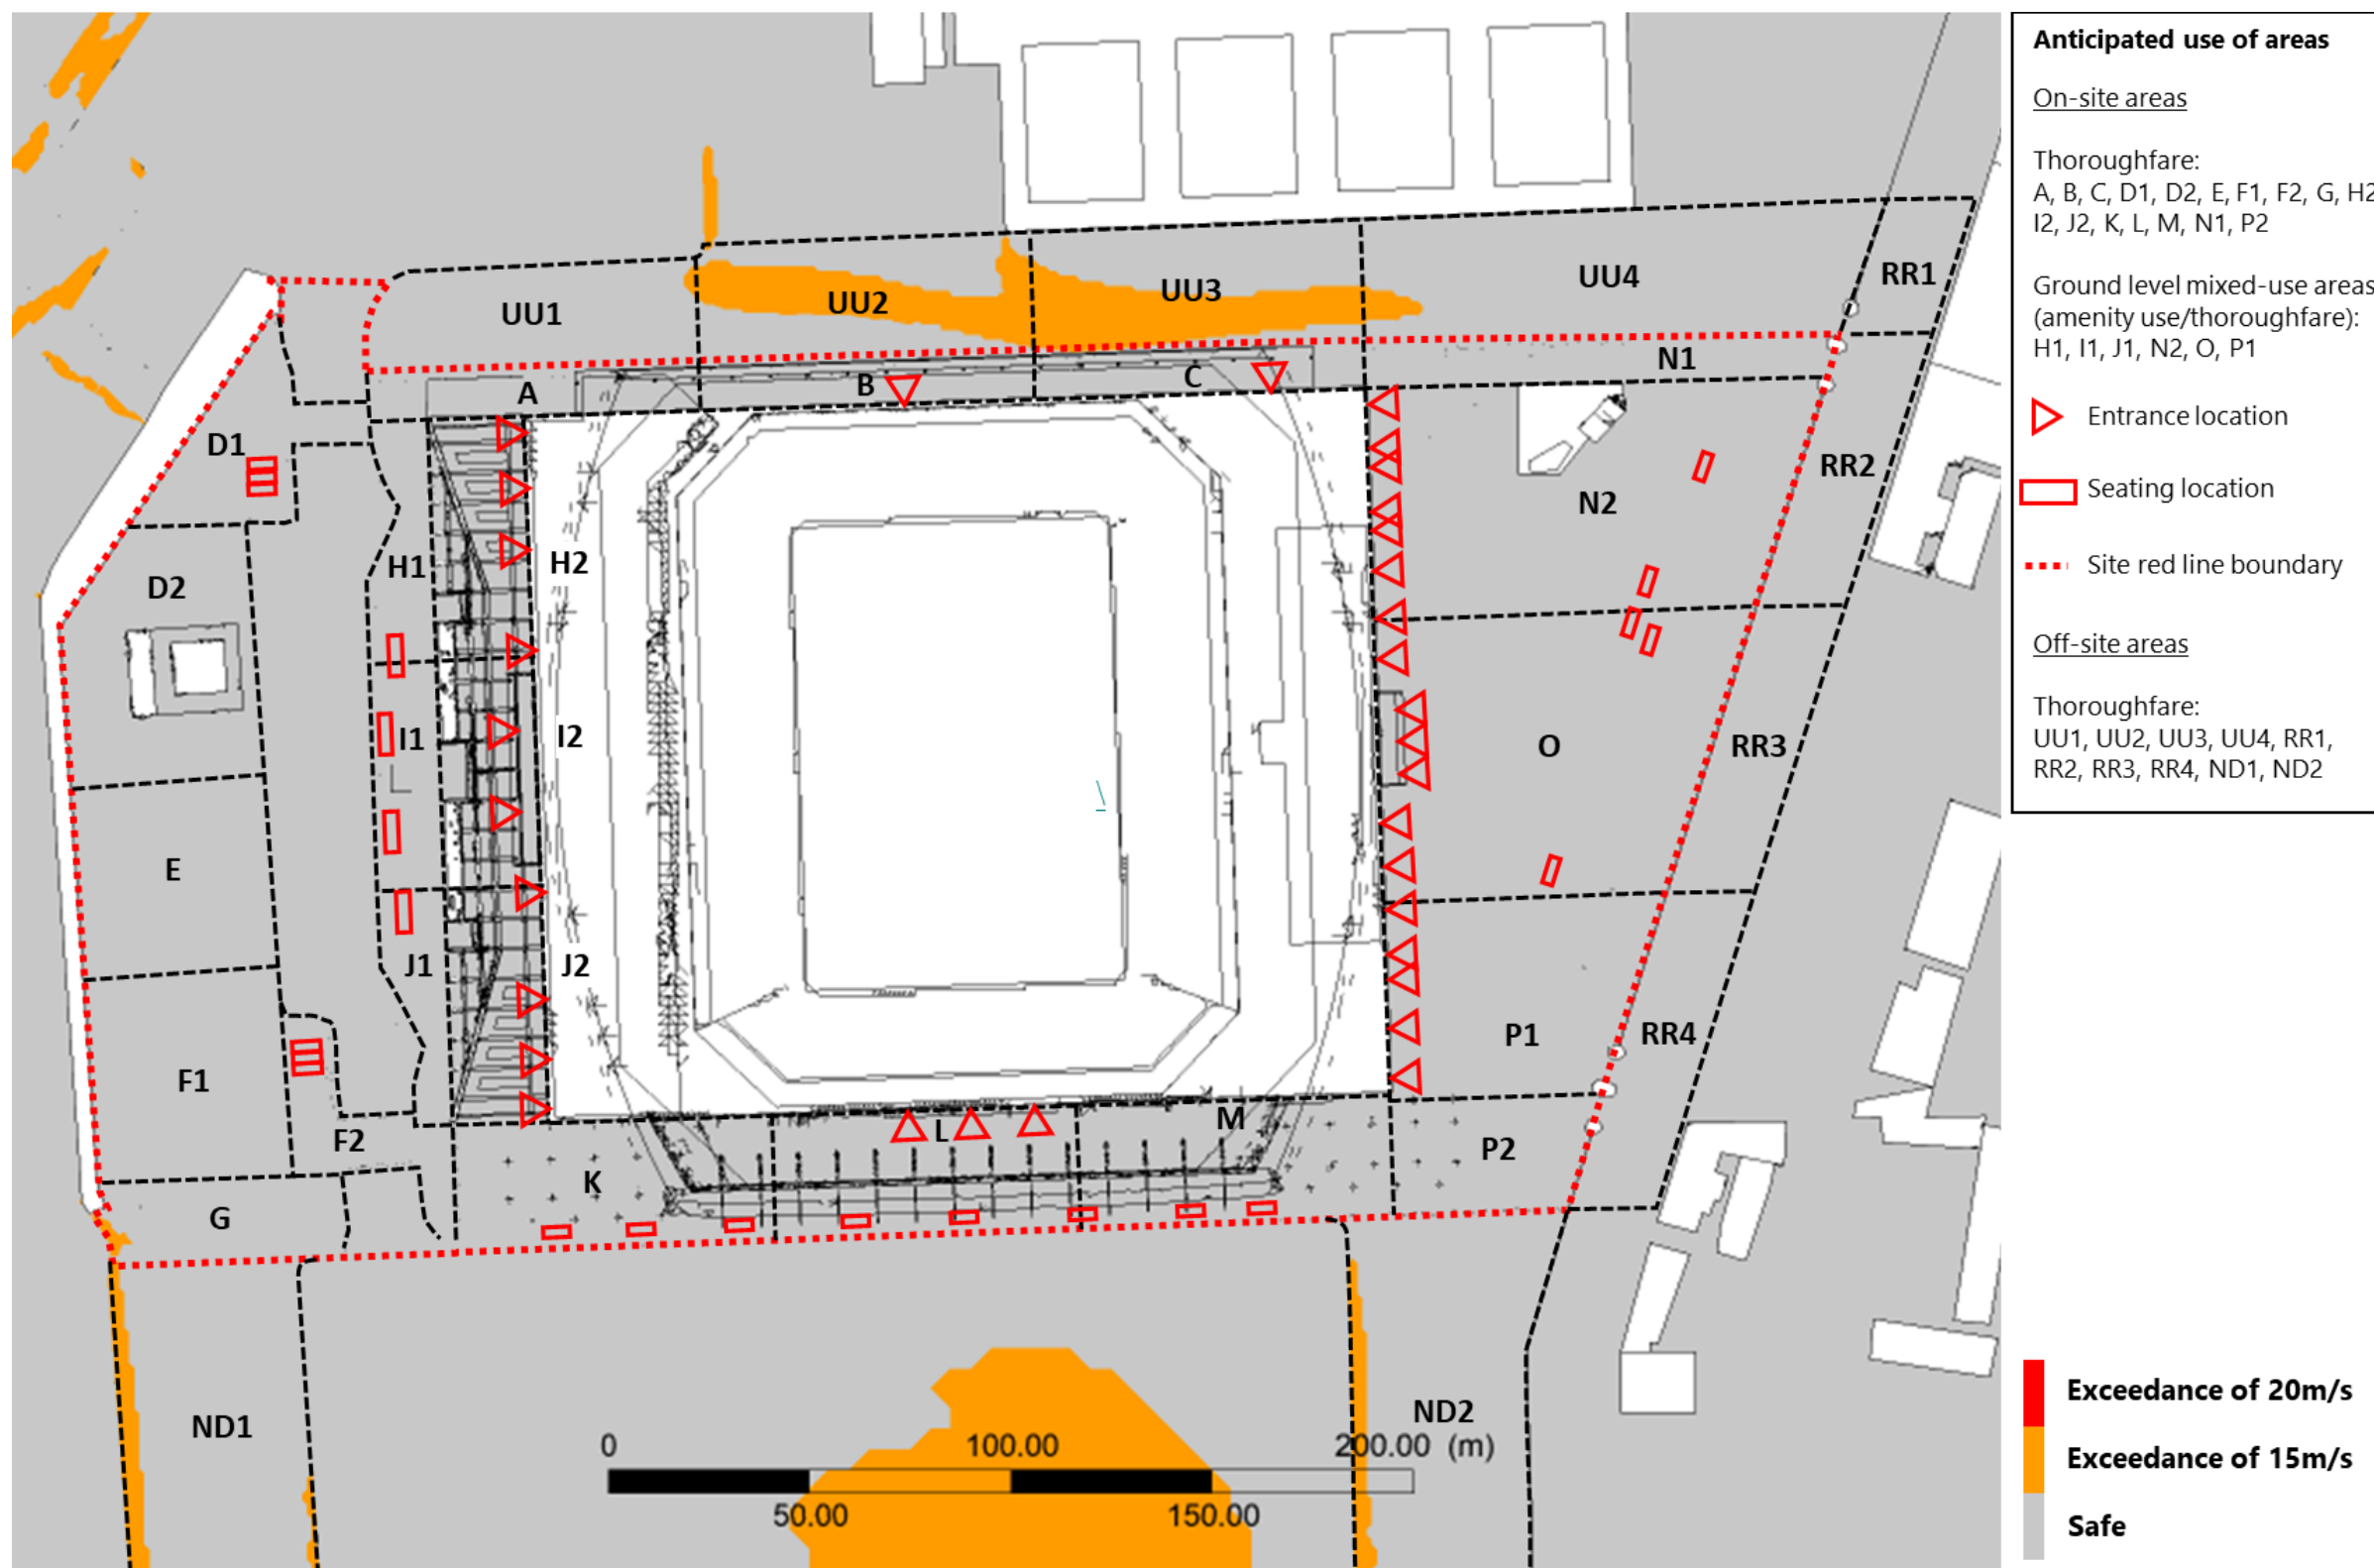 Anticipated use of areas
On-site areas
Thoroughfare:
A, B, C, D1, D2, E, F1, F2, G, H2
I2, J2, K, L, M, N1, P2
Ground level mixed-use areas
(amenity use/thoroughfare):
H1, I1, J1, N2, O, P1
Entrance location
Seating location
Site red line boundary
Off-site areas
Thoroughfare:
UU1, UU2, UU3, UU4, RR1,
RR2, RR3, RR4, ND1, ND2
UU1
UU2
UU3
UU4
RR1
A
B
C
N1
D1
RR2
N2
H1
H2
D2
I1
I2
O
RR3
E
J1
J2
F1
P1
RR4
F2
L
M
P2
K
G
ND1
ND2
0
100.00
200.00 (m)
50.00
150.00
Exceedance of 20m/s
Exceedance of 15m/s
Safe